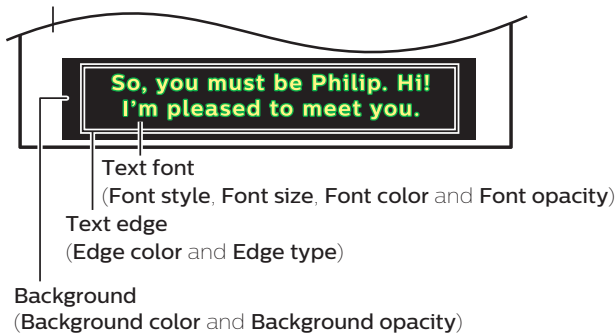 So, you must be Philip. Hi!
I'm pleased to meet you.
Text font
(Font style, Font size, Font color and Font opacity)
Text edge
(Edge color and Edge type)
Background
(Background color and Background opacity)